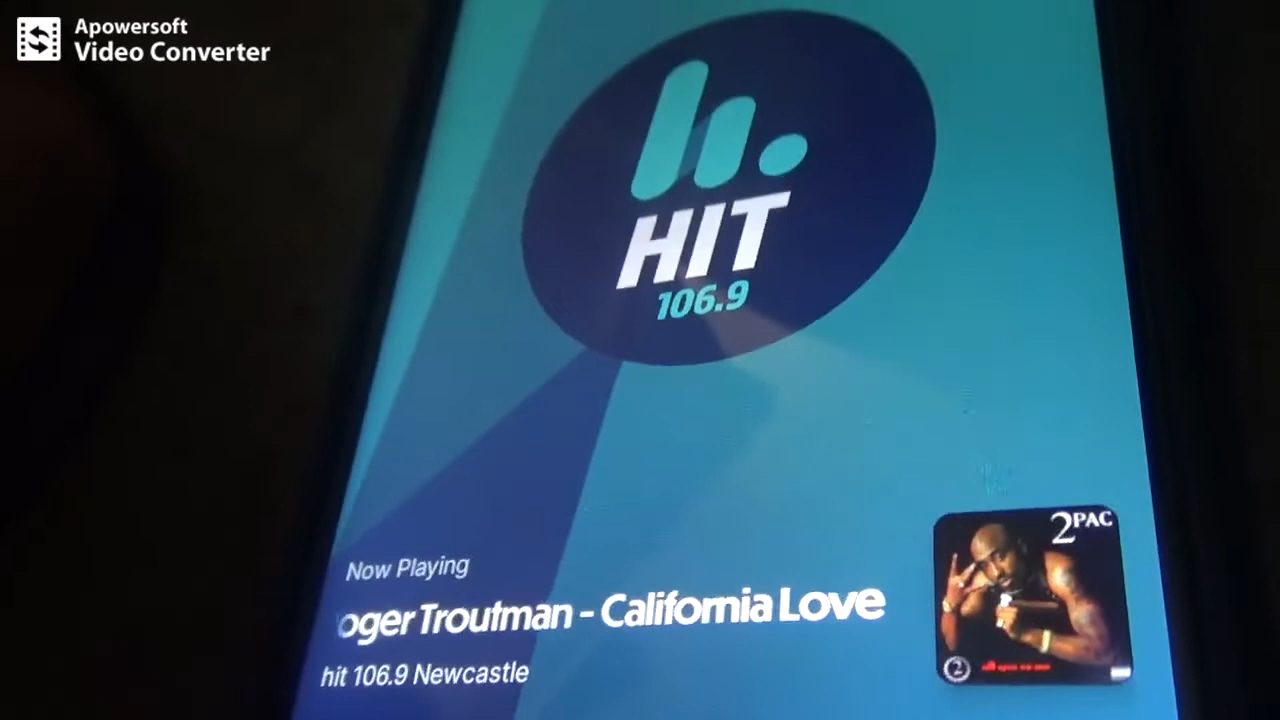 Apowersoft
Video Converter
HIT
106.9
2PAC
Now Playing
oger Troutman - California Love
hit 106.9 Newcastle